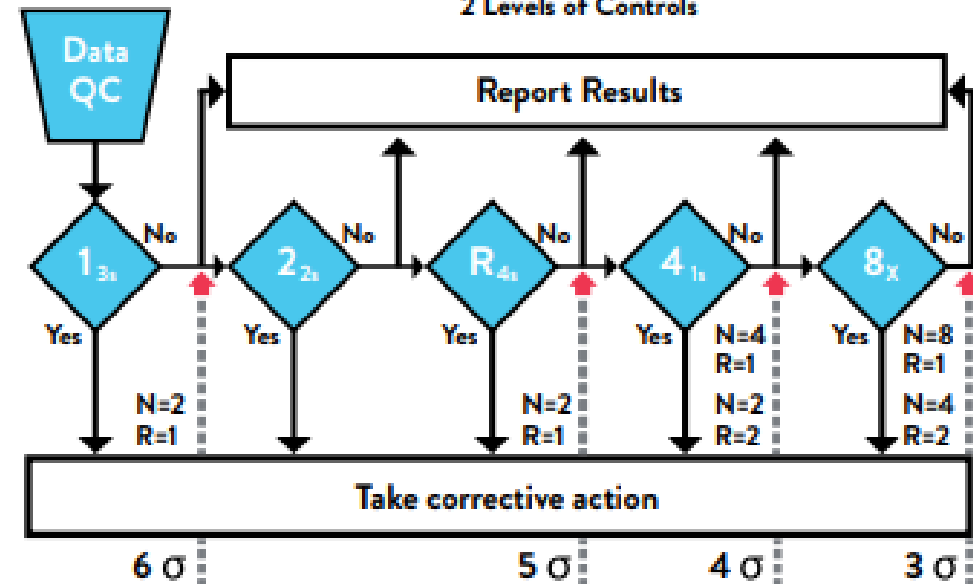 2 Levels of Controls
Data
QC
Report Results
No
No
No
No
No
1 3s
2 2s
R 4s
4 1s
8 X
Yes
Yes
Yes
Yes
Yes
N=4
R=1
N=8
R=1
N=2
R=1
N=2
R=1
N=2
R=2
N=4
R=2
Take corrective action
6 σ
5 σ
4 σ
3 σ